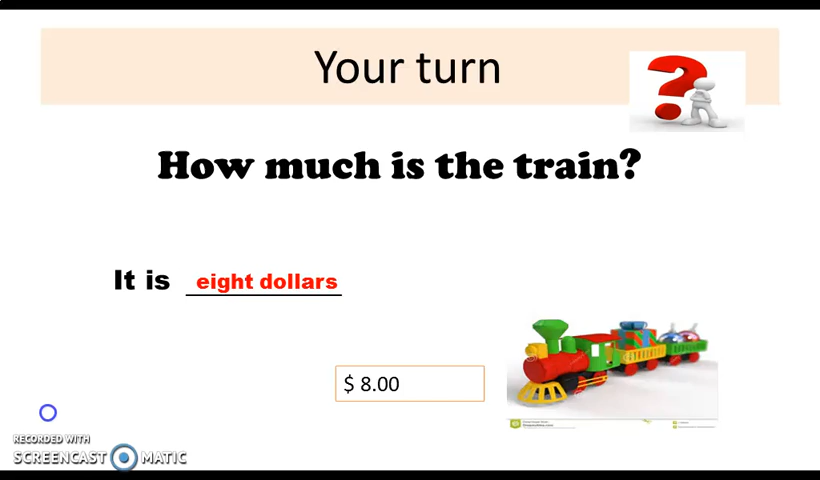 Your turn
How much is the train?
It is eight dollars
$ 8.00
RECORDED WITH
SCREENCAST MATIC